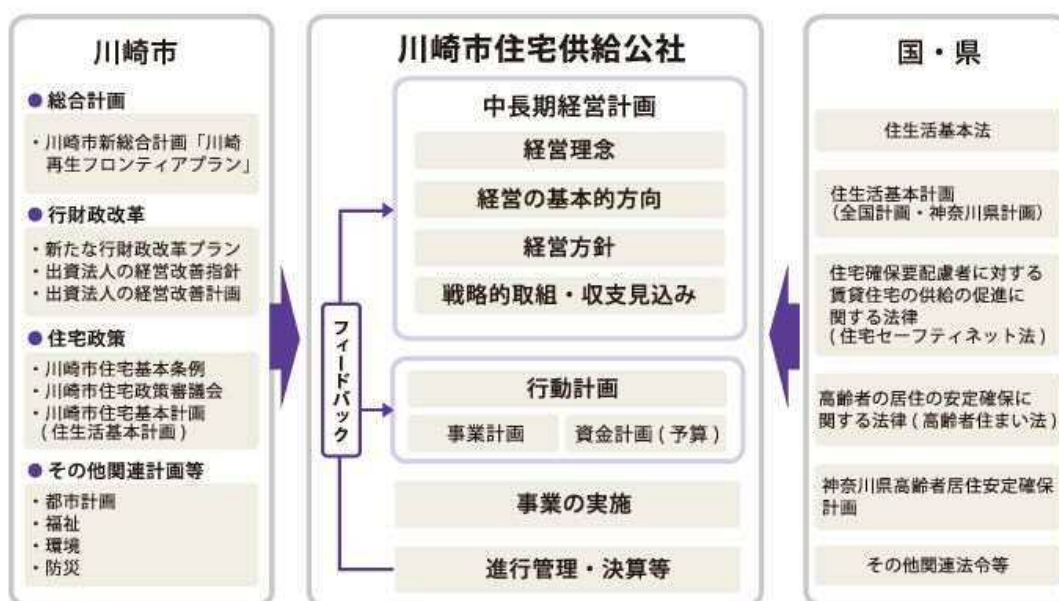 川崎市
●総合計画
・川崎市新総合計画「川崎
再生フロンティアプラン」
●行財政改革
・新たな行財政改革プラン
・出資法人の経営改善指針
・出資法人の経営改善計画
●住宅政策
・川崎市住宅基本条例
・川崎市住宅政策審議会
・川崎市住宅基本計画
(住生活基本計画)
●その他関連計画等
・都市計画
・福祉
・環境
・防災
川崎市住宅供給公社
中長期経営計画
経営理念
経営の基本的方向
経営方針
戦略的取組・収支見込み
フィードバック
行動計画
事業計画
資金計画(予算)
事業の実施
進行管理・決算等
国・県
住生活基本法
住生活基本計画
(全国計画・神奈川県計画)
住宅確保要配慮者に対する
賃貸住宅の供給の促進に
関する法律
(住宅セーフティネット法)
高齢者の居住の安定確保に
関する法律(高齢者住まい法)
神奈川県高齢者居住安定確保
計画
その他関連法令等